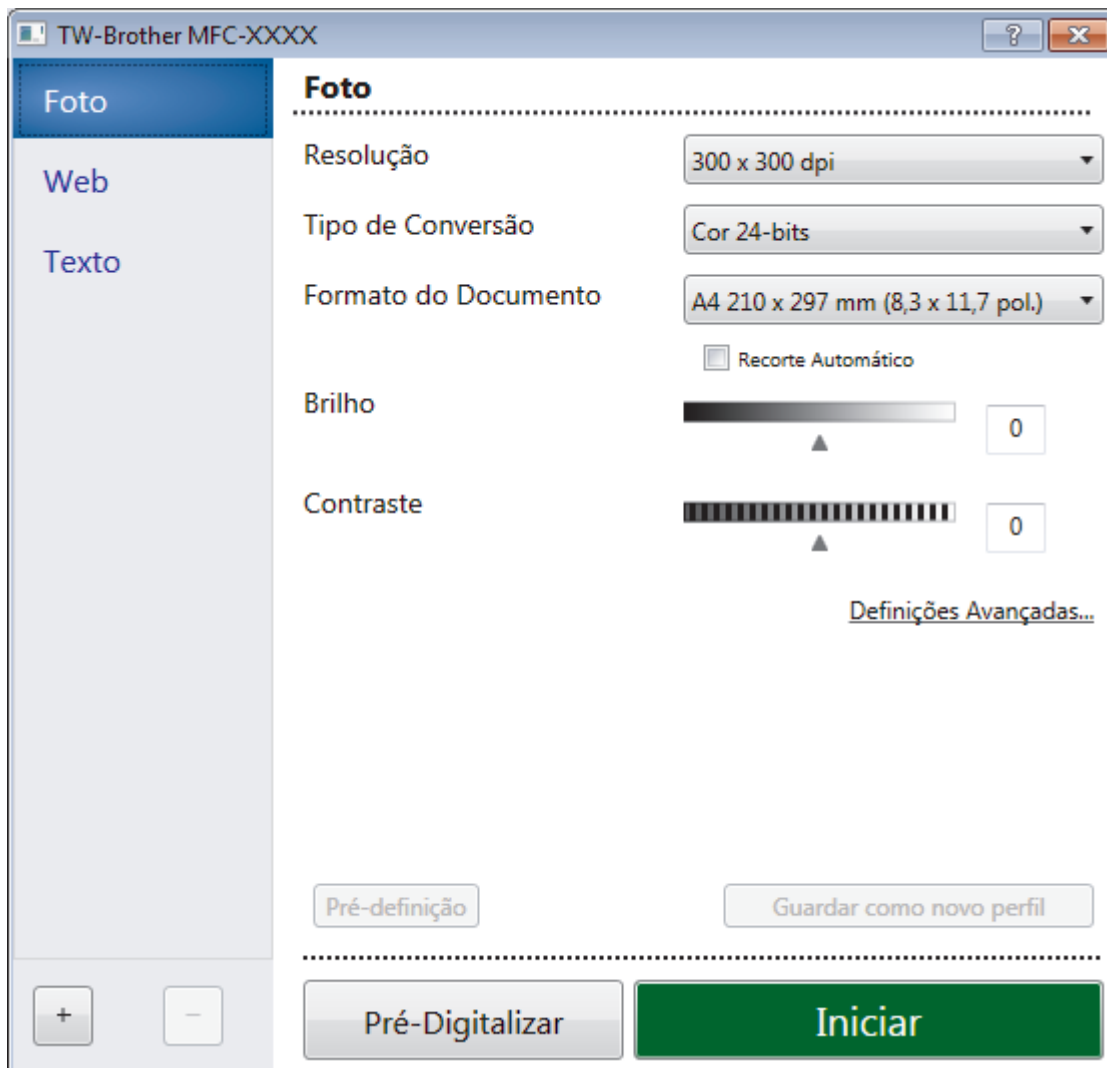 TW-Brother MFC-XXXX
?
Foto
Web
Texto
Foto
Resolução
300 x 300 dpi
Tipo de Conversão
Cor 24-bits
Formato do Documento
A4 210 x 297 mm (8,3 x 11,7 pol.)
Recorte Automático
Brilho
0
Contraste
0
Definições Avançadas...
Pré-definição
Guardar como novo perfil
+
−
Pré-Digitalizar
Iniciar